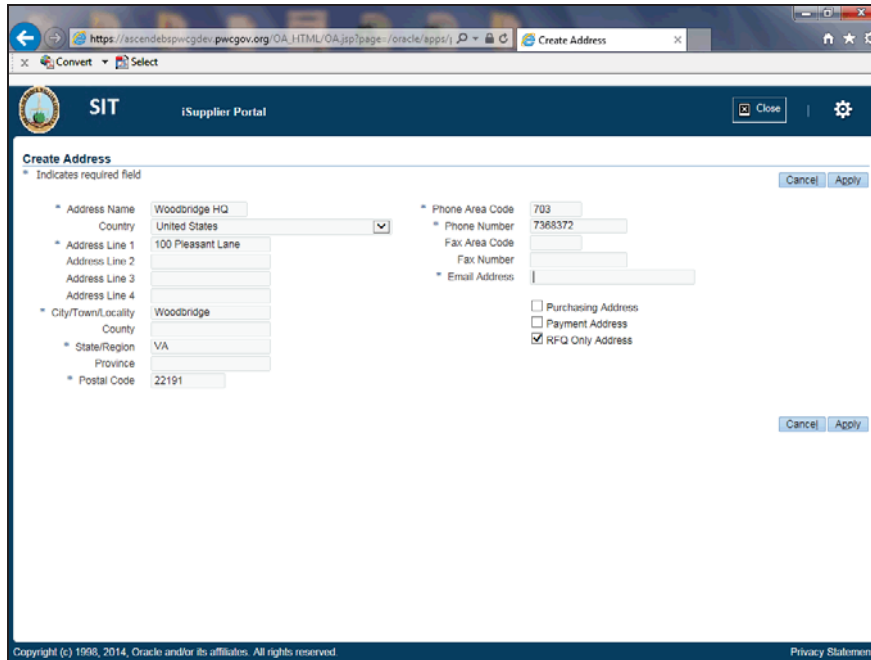 https://ascendebspwcgdev.pwcgov.org/OA_HTML/OA.jsp?page=/oracle/apps/
Create Address
x Convert Select
SIT
iSupplier Portal
Close
Create Address
* Indicates required field
Cancel Apply
* Address Name Woodbridge HQ
Country United States
* Address Line 1 100 Pleasant Lane
Address Line 2
Address Line 3
Address Line 4
* City/Town/Locality Woodbridge
County
* State/Region VA
Province
* Postal Code 22191
* Phone Area Code 703
* Phone Number 7368372
Fax Area Code
Fax Number
* Email Address
Purchasing Address
Payment Address
RFQ Only Address
Cancel Apply
Copyright (c) 1998, 2014, Oracle and/or its affiliates. All rights reserved.
Privacy Statemen